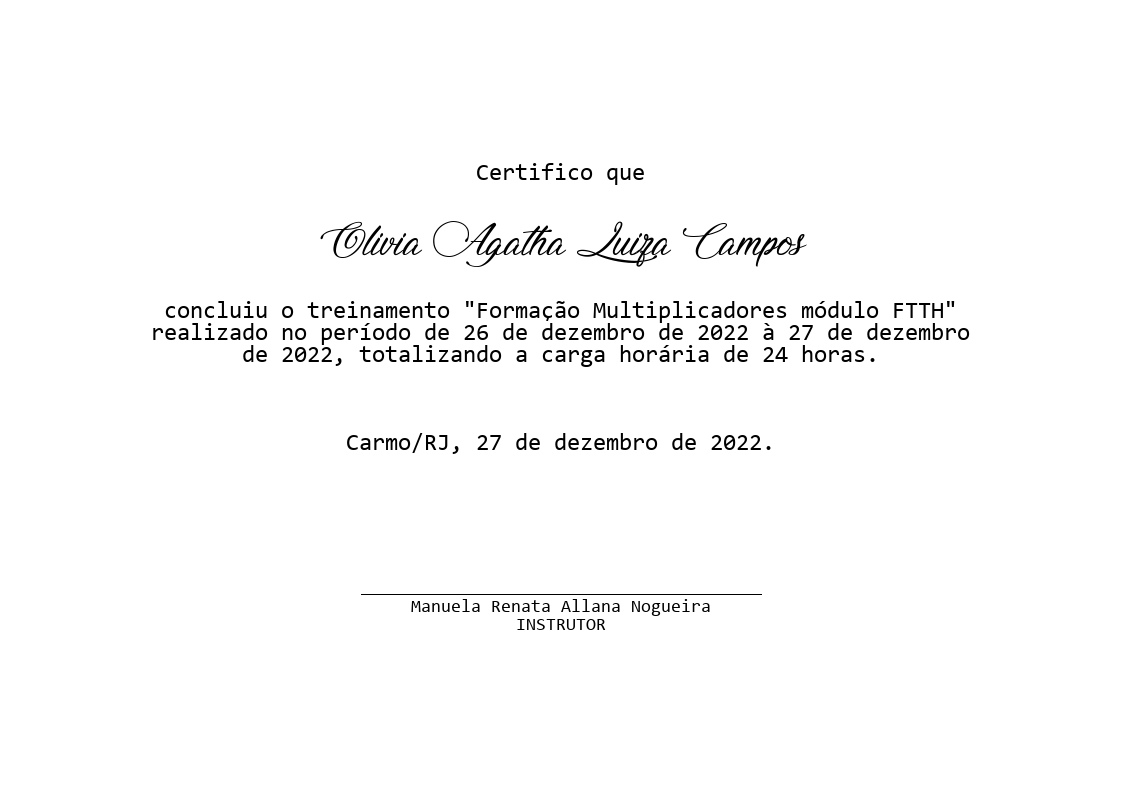 Certifico que
Olivia Agatha Luiza Campos
concluiu o treinamento "Formação Multiplicadores módulo FTTH"
realizado no período de 26 de dezembro de 2022 à 27 de dezembro
de 2022, totalizando a carga horária de 24 horas.
Carmo/RJ, 27 de dezembro de 2022.
Manuela Renata Allana Nogueira
INSTRUTOR